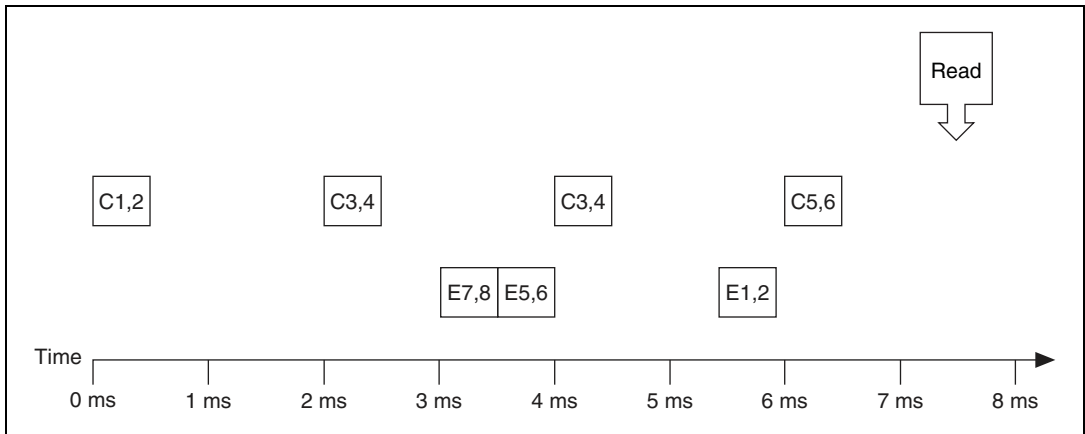 Read
C1,2 C3,4 C3,4 C5,6
E7,8 E5,6 E1,2
Time
0 ms 1 ms 2 ms 3 ms 4 ms 5 ms 6 ms 7 ms 8 ms